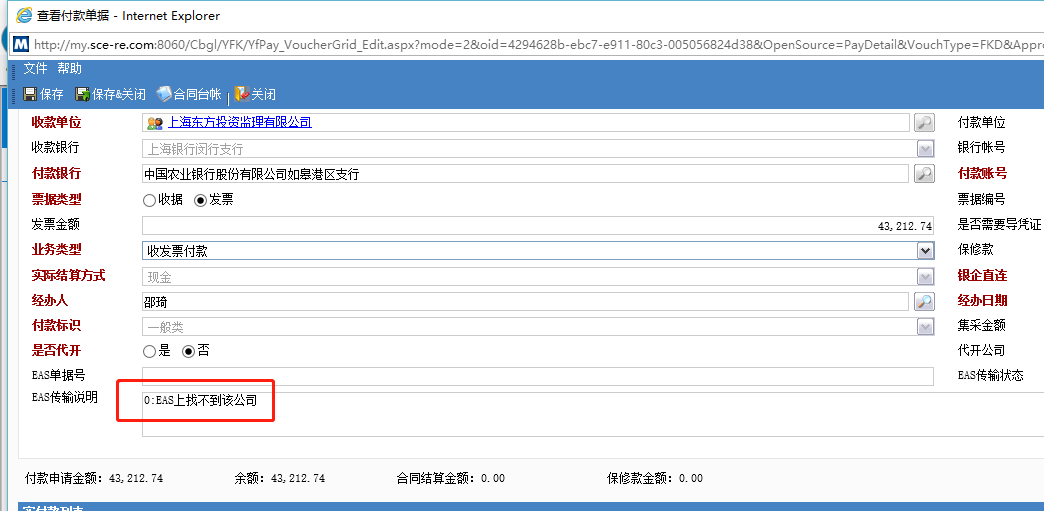 查看付款单据 - Internet Explorer
http://my.sce-re.com:8060/Cbgl/YFK/YfPay_VoucherGrid_Edit.aspx?mode=2&oid=4294628b-ebc7-e911-80c3-005056824d38&OpenSource=PayDetail&VouchType=FKD&Appro
文件 帮助
保存 保存&关闭 合同台帐 关闭
收款单位 上海东方投资监理有限公司 付款单位
收款银行 上海银行闵行支行 银行帐号
付款银行 中国农业银行股份有限公司如皋港区支行 付款账号
票据类型 收据 发票 票据编号
发票金额 43,212.74 是否需要导凭证
业务类型 收发票付款 保修款
实际结算方式 现金 银企直连
经办人 邵琦 经办日期
付款标识 一般类 集采金额
是否代开 是 否 代开公司
EAS单据号 EAS传输状态
EAS传输说明 0:EAS上找不到该公司
付款申请金额: 43,212.74 余额: 43,212.74 合同结算金额: 0.00 保修款金额: 0.00
实付款列表